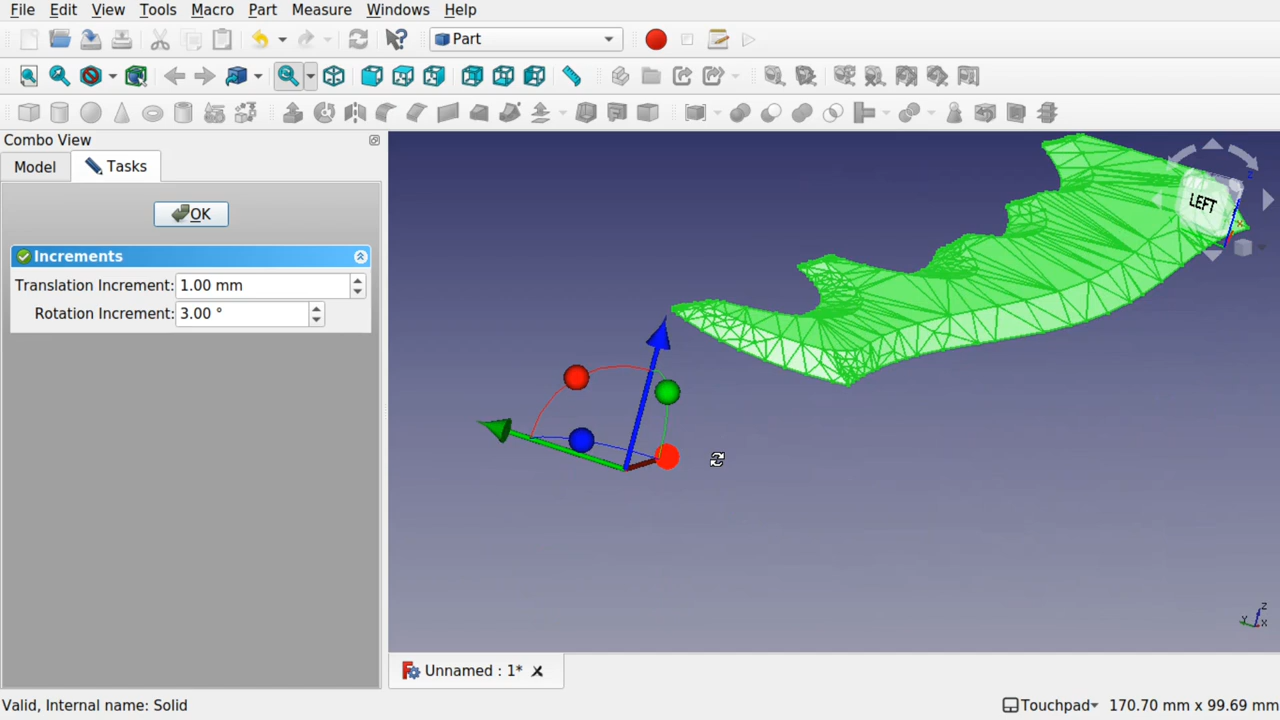 File Edit View Tools Macro Part Measure Windows Help
Part
Combo View
Model Tasks
OK
Increments
Translation Increment: 1.00 mm
Rotation Increment: 3.00 °
LEFT
Z
Z
Y X
Unnamed : 1*
Valid, Internal name: Solid Touchpad 170.70 mm x 99.69 mm